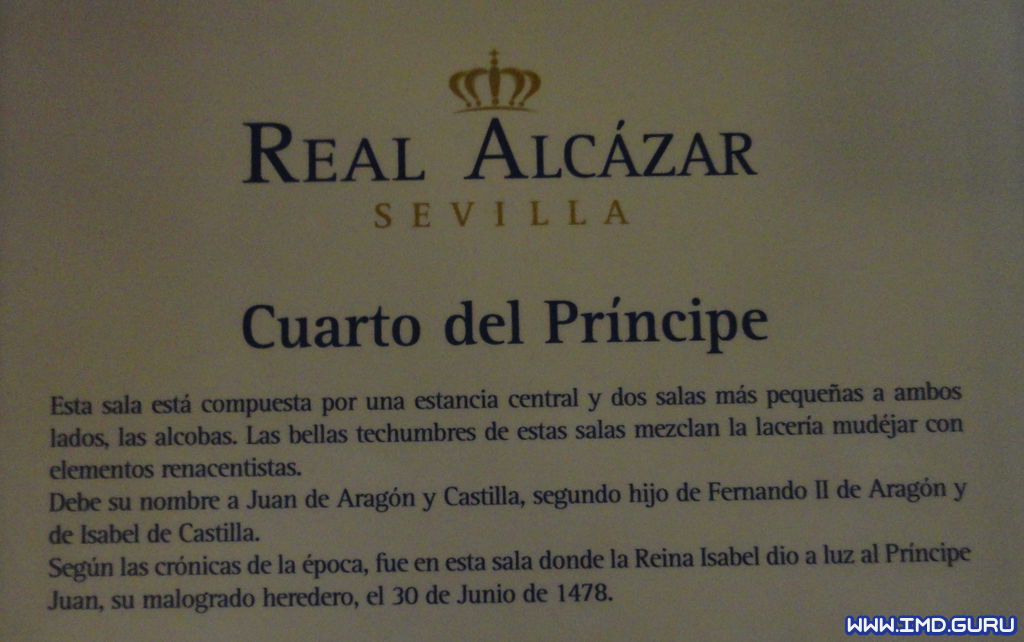 REAL ALCÁZAR
SEVILLA
Cuarto del Príncipe
Esta sala está compuesta por una estancia central y dos salas más pequeñas a ambos
lados, las alcobas. Las bellas techumbres de estas salas mezclan la lacería mudéjar con
elementos renacentistas.
Debe su nombre a Juan de Aragón y Castilla, segundo hijo de Fernando II de Aragón y
de Isabel de Castilla.
Según las crónicas de la época, fue en esta sala donde la Reina Isabel dio a luz al Príncipe
Juan, su malogrado heredero, el 30 de Junio de 1478.
WWW.IMD.GURU